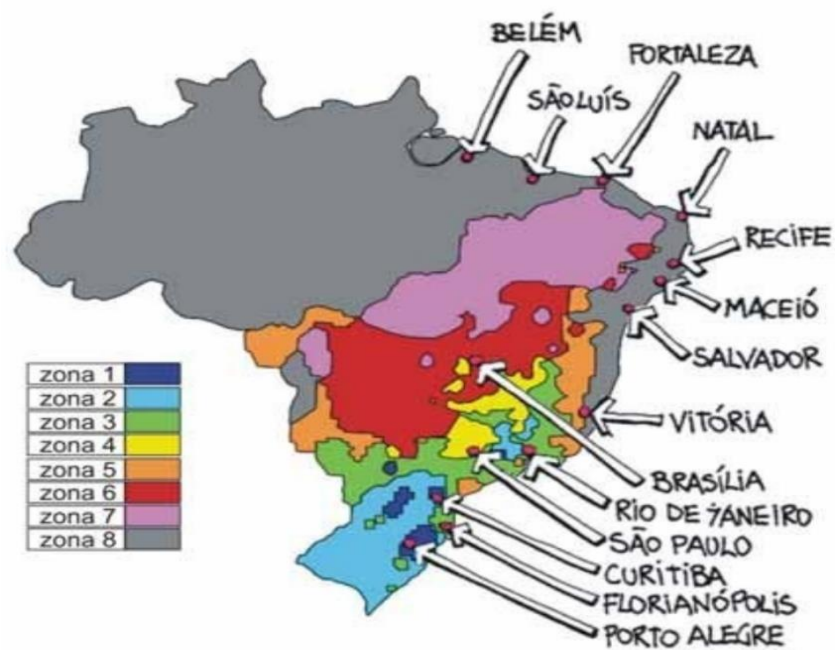 BELÉM
FORTALEZA
SÃO LUÍS
NATAL
RECIFE
MACEIÓ
SALVADOR
VITÓRIA
BRASÍLIA
RIO DE JANEIRO
SÃO PAULO
CURITIBA
FLORIANÓPOLIS
PORTO ALEGRE
zona 1
zona 2
zona 3
zona 4
zona 5
zona 6
zona 7
zona 8